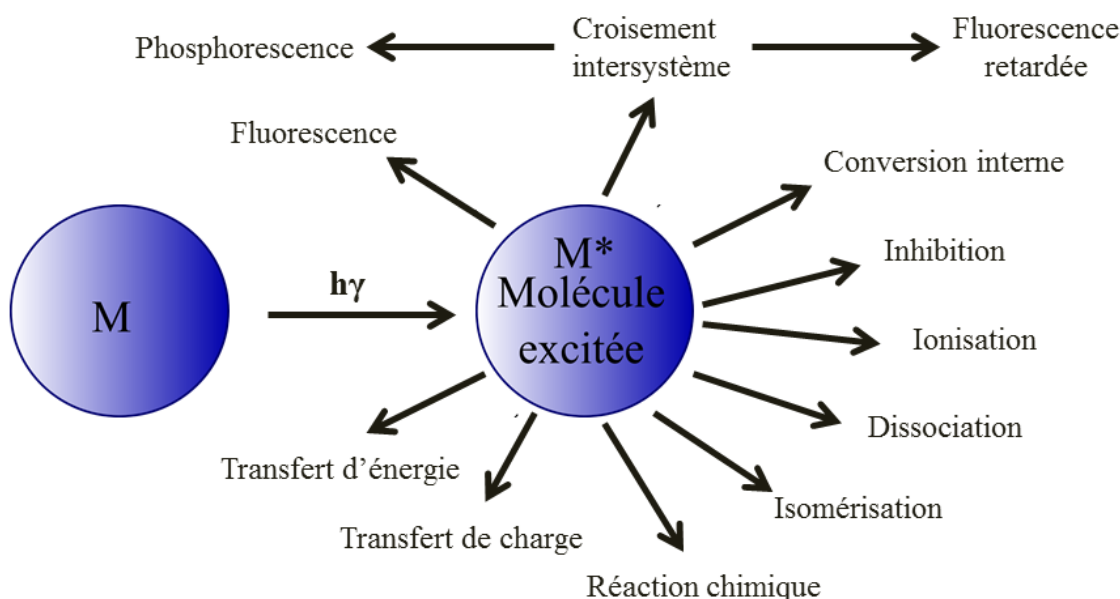 Phosphorescence
Croisement
intersystème
Fluorescence
retardée
Fluorescence
Conversion interne
M
hγ
M*
Molécule
excitée
Inhibition
Ionisation
Dissociation
Isomérisation
Transfert d’énergie
Transfert de charge
Réaction chimique